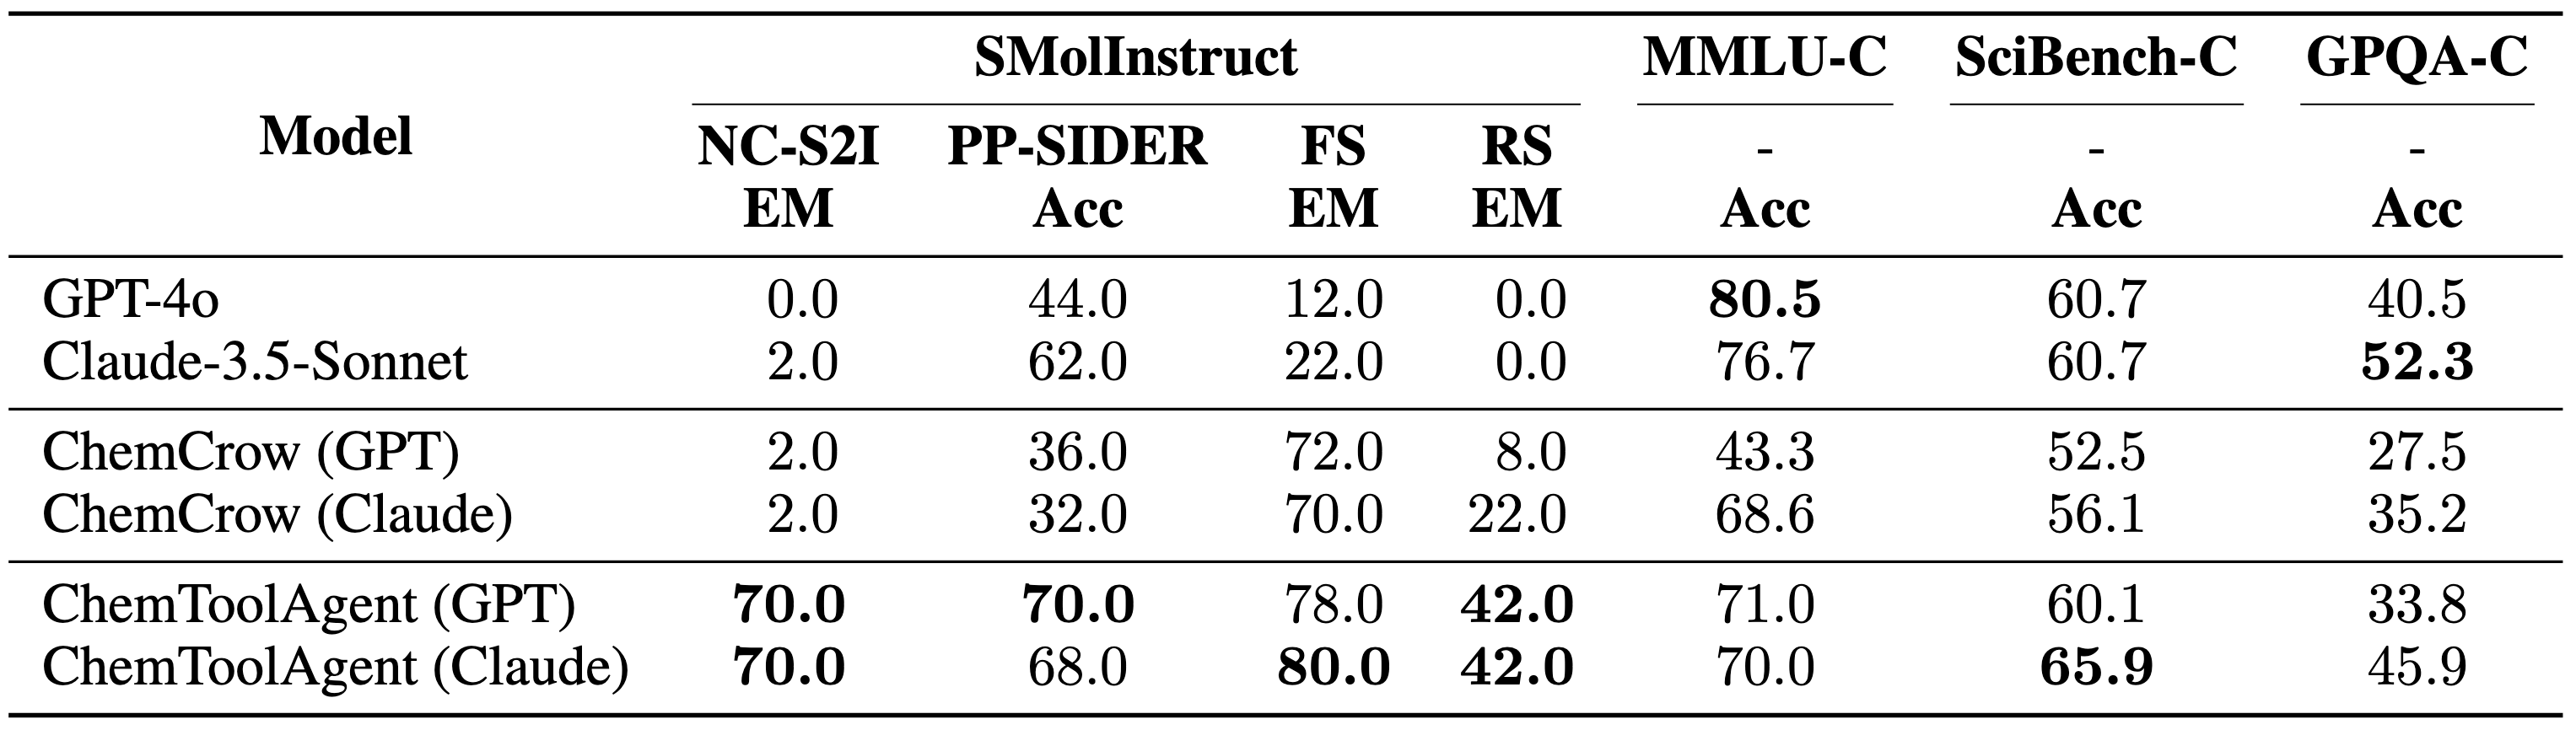 SMolInstruct MMLU-C SciBench-C GPQA-C
Model
NC-S2I PP-SIDER FS RS - - -
EM Acc EM EM Acc Acc Acc
GPT-4o 0.0 44.0 12.0 0.0 80.5 60.7 40.5
Claude-3.5-Sonnet 2.0 62.0 22.0 0.0 76.7 60.7 52.3
ChemCrow (GPT) 2.0 36.0 72.0 8.0 43.3 52.5 27.5
ChemCrow (Claude) 2.0 32.0 70.0 22.0 68.6 56.1 35.2
ChemToolAgent (GPT) 70.0 70.0 78.0 42.0 71.0 60.1 33.8
ChemToolAgent (Claude) 70.0 68.0 80.0 42.0 70.0 65.9 45.9